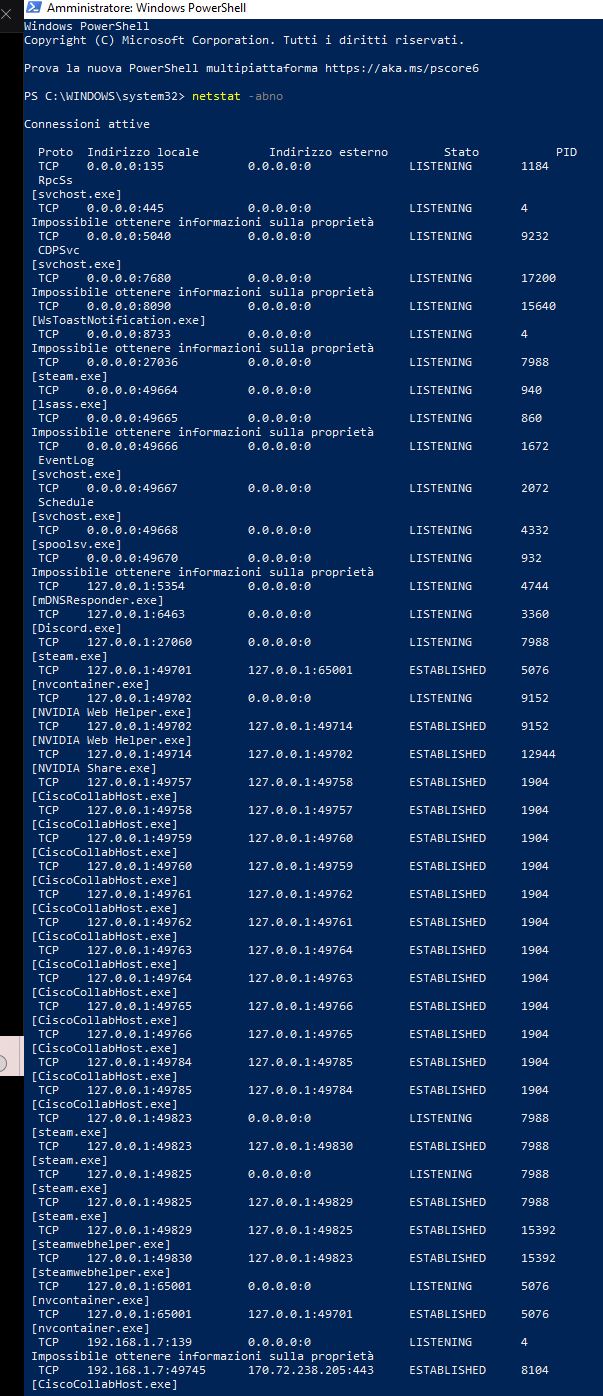 Amministratore: Windows PowerShell
Windows PowerShell
Copyright (C) Microsoft Corporation. Tutti i diritti riservati.
Prova la nuova PowerShell multipiattaforma https://aka.ms/pscore6
PS C:\WINDOWS\system32> netstat -abno
Connessioni attive
Proto Indirizzo locale Indirizzo esterno Stato PID
TCP 0.0.0.0:135 0.0.0.0:0 LISTENING 1184
RpcSs
[svchost.exe]
TCP 0.0.0.0:445 0.0.0.0:0 LISTENING 4
Impossibile ottenere informazioni sulla proprietà
TCP 0.0.0.0:5040 0.0.0.0:0 LISTENING 9232
CDPSvc
[svchost.exe]
TCP 0.0.0.0:7680 0.0.0.0:0 LISTENING 17200
Impossibile ottenere informazioni sulla proprietà
TCP 0.0.0.0:8090 0.0.0.0:0 LISTENING 15640
[WsToastNotification.exe]
TCP 0.0.0.0:8733 0.0.0.0:0 LISTENING 4
Impossibile ottenere informazioni sulla proprietà
TCP 0.0.0.0:27036 0.0.0.0:0 LISTENING 7988
[steam.exe]
TCP 0.0.0.0:49664 0.0.0.0:0 LISTENING 940
[lsass.exe]
TCP 0.0.0.0:49665 0.0.0.0:0 LISTENING 860
Impossibile ottenere informazioni sulla proprietà
TCP 0.0.0.0:49666 0.0.0.0:0 LISTENING 1672
EventLog
[svchost.exe]
TCP 0.0.0.0:49667 0.0.0.0:0 LISTENING 2072
Schedule
[svchost.exe]
TCP 0.0.0.0:49668 0.0.0.0:0 LISTENING 4332
[spoolsv.exe]
TCP 0.0.0.0:49670 0.0.0.0:0 LISTENING 932
Impossibile ottenere informazioni sulla proprietà
TCP 127.0.0.1:5354 0.0.0.0:0 LISTENING 4744
[mDNSResponder.exe]
TCP 127.0.0.1:6463 0.0.0.0:0 LISTENING 3360
[Discord.exe]
TCP 127.0.0.1:27060 0.0.0.0:0 LISTENING 7988
[steam.exe]
TCP 127.0.0.1:49701 127.0.0.1:65001 ESTABLISHED 5076
[nvcontainer.exe]
TCP 127.0.0.1:49702 0.0.0.0:0 LISTENING 9152
[NVIDIA Web Helper.exe]
TCP 127.0.0.1:49702 127.0.0.1:49714 ESTABLISHED 9152
[NVIDIA Web Helper.exe]
TCP 127.0.0.1:49714 127.0.0.1:49702 ESTABLISHED 12944
[NVIDIA Share.exe]
TCP 127.0.0.1:49757 127.0.0.1:49758 ESTABLISHED 1904
[CiscoCollabHost.exe]
TCP 127.0.0.1:49758 127.0.0.1:49757 ESTABLISHED 1904
[CiscoCollabHost.exe]
TCP 127.0.0.1:49759 127.0.0.1:49760 ESTABLISHED 1904
[CiscoCollabHost.exe]
TCP 127.0.0.1:49760 127.0.0.1:49759 ESTABLISHED 1904
[CiscoCollabHost.exe]
TCP 127.0.0.1:49761 127.0.0.1:49762 ESTABLISHED 1904
[CiscoCollabHost.exe]
TCP 127.0.0.1:49762 127.0.0.1:49761 ESTABLISHED 1904
[CiscoCollabHost.exe]
TCP 127.0.0.1:49763 127.0.0.1:49764 ESTABLISHED 1904
[CiscoCollabHost.exe]
TCP 127.0.0.1:49764 127.0.0.1:49763 ESTABLISHED 1904
[CiscoCollabHost.exe]
TCP 127.0.0.1:49765 127.0.0.1:49766 ESTABLISHED 1904
[CiscoCollabHost.exe]
TCP 127.0.0.1:49766 127.0.0.1:49765 ESTABLISHED 1904
[CiscoCollabHost.exe]
TCP 127.0.0.1:49784 127.0.0.1:49785 ESTABLISHED 1904
[CiscoCollabHost.exe]
TCP 127.0.0.1:49785 127.0.0.1:49784 ESTABLISHED 1904
[CiscoCollabHost.exe]
TCP 127.0.0.1:49823 0.0.0.0:0 LISTENING 7988
[steam.exe]
TCP 127.0.0.1:49823 127.0.0.1:49830 ESTABLISHED 7988
[steam.exe]
TCP 127.0.0.1:49825 0.0.0.0:0 LISTENING 7988
[steam.exe]
TCP 127.0.0.1:49825 127.0.0.1:49829 ESTABLISHED 7988
[steam.exe]
TCP 127.0.0.1:49829 127.0.0.1:49825 ESTABLISHED 15392
[steamwebhelper.exe]
TCP 127.0.0.1:49830 127.0.0.1:49823 ESTABLISHED 15392
[steamwebhelper.exe]
TCP 127.0.0.1:65001 0.0.0.0:0 LISTENING 5076
[nvcontainer.exe]
TCP 127.0.0.1:65001 127.0.0.1:49701 ESTABLISHED 5076
[nvcontainer.exe]
TCP 192.168.1.7:139 0.0.0.0:0 LISTENING 4
Impossibile ottenere informazioni sulla proprietà
TCP 192.168.1.7:49745 170.72.238.205:443 ESTABLISHED 8104
[CiscoCollabHost.exe]